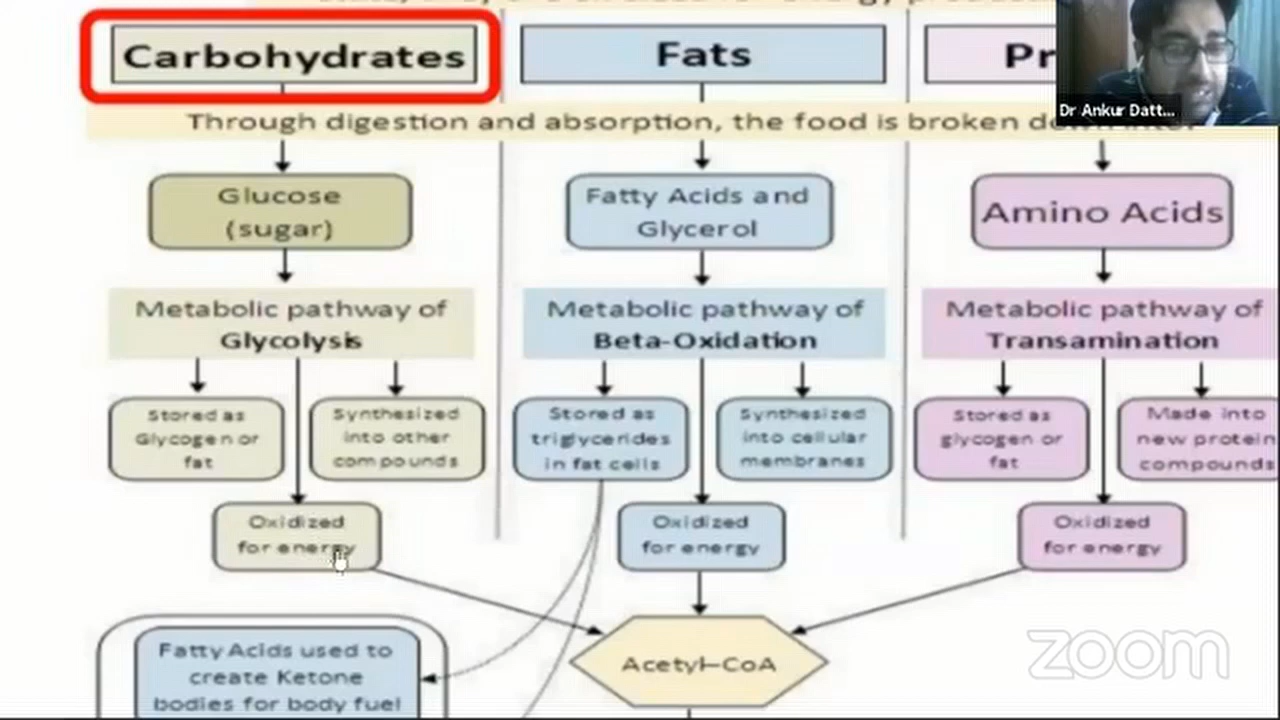 Carbohydrates
Fats
Pr
Dr Ankur Datt...
Through digestion and absorption, the food is broken down into:
Glucose
(sugar)
Fatty Acids and
Glycerol
Amino Acids
Metabolic pathway of
Glycolysis
Metabolic pathway of
Beta-Oxidation
Metabolic pathway of
Transamination
Stored as
Glycogen or
fat
Synthesized
into other
compounds
Stored as
triglycerides
in fat cells
Synthesized
into cellular
membranes
Stored as
glycogen or
fat
Made into
new protein
compounds
Oxidized
for energy
Oxidized
for energy
Oxidized
for energy
Fatty Acids used to
create Ketone
bodies for body fuel
Acetyl-CoA
zoom